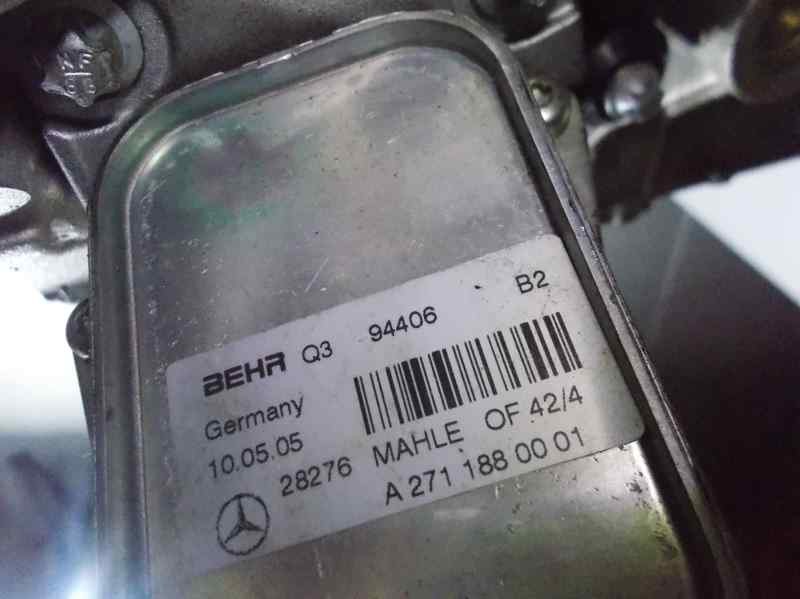 BEHR Q3 94406 B2
Germany
10.05.05
28276 MAHLE OF 42/4
A 271 188 00 01